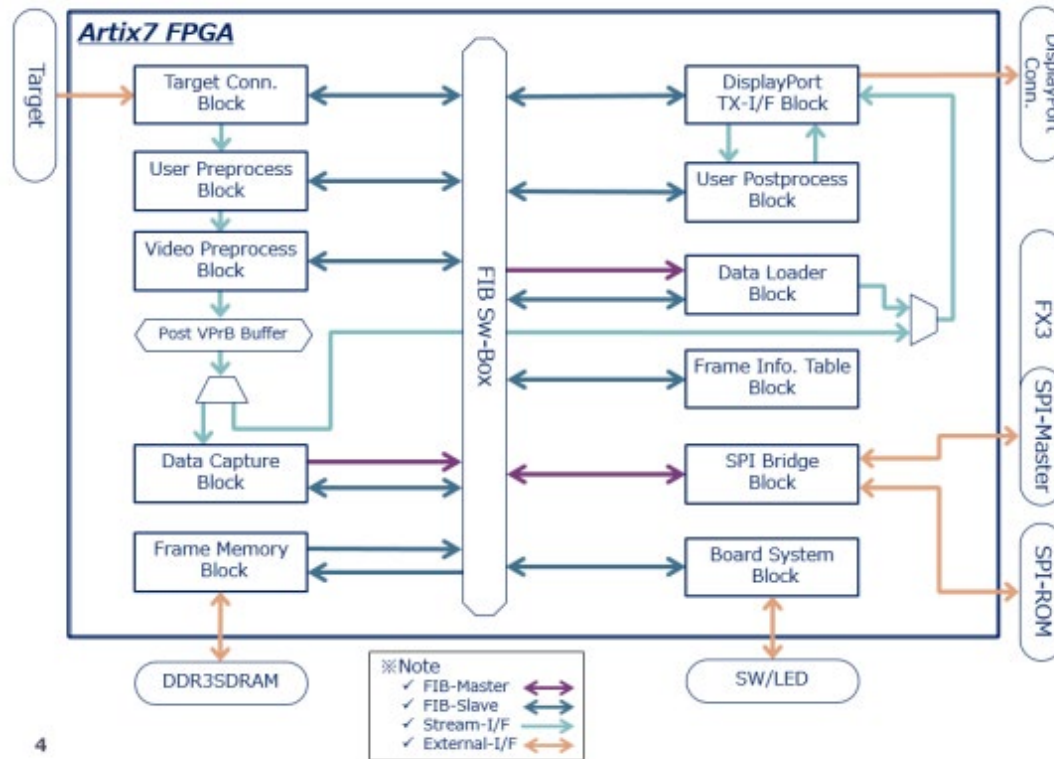 Artix7 FPGA
Target
Target Conn.
Block
User Preprocess
Block
Video Preprocess
Block
Post VPrB Buffer
Data Capture
Block
Frame Memory
Block
DDR3SDRAM
FIB Sw-Box
DisplayPort
TX-I/F Block
User Postprocess
Block
Data Loader
Block
Frame Info. Table
Block
SPI Bridge
Block
Board System
Block
SW/LED
DisplayPort
Conn.
FX3
SPI-Master
SPI-ROM
※Note
✓ FIB-Master
✓ FIB-Slave
✓ Stream-I/F
✓ External-I/F
4